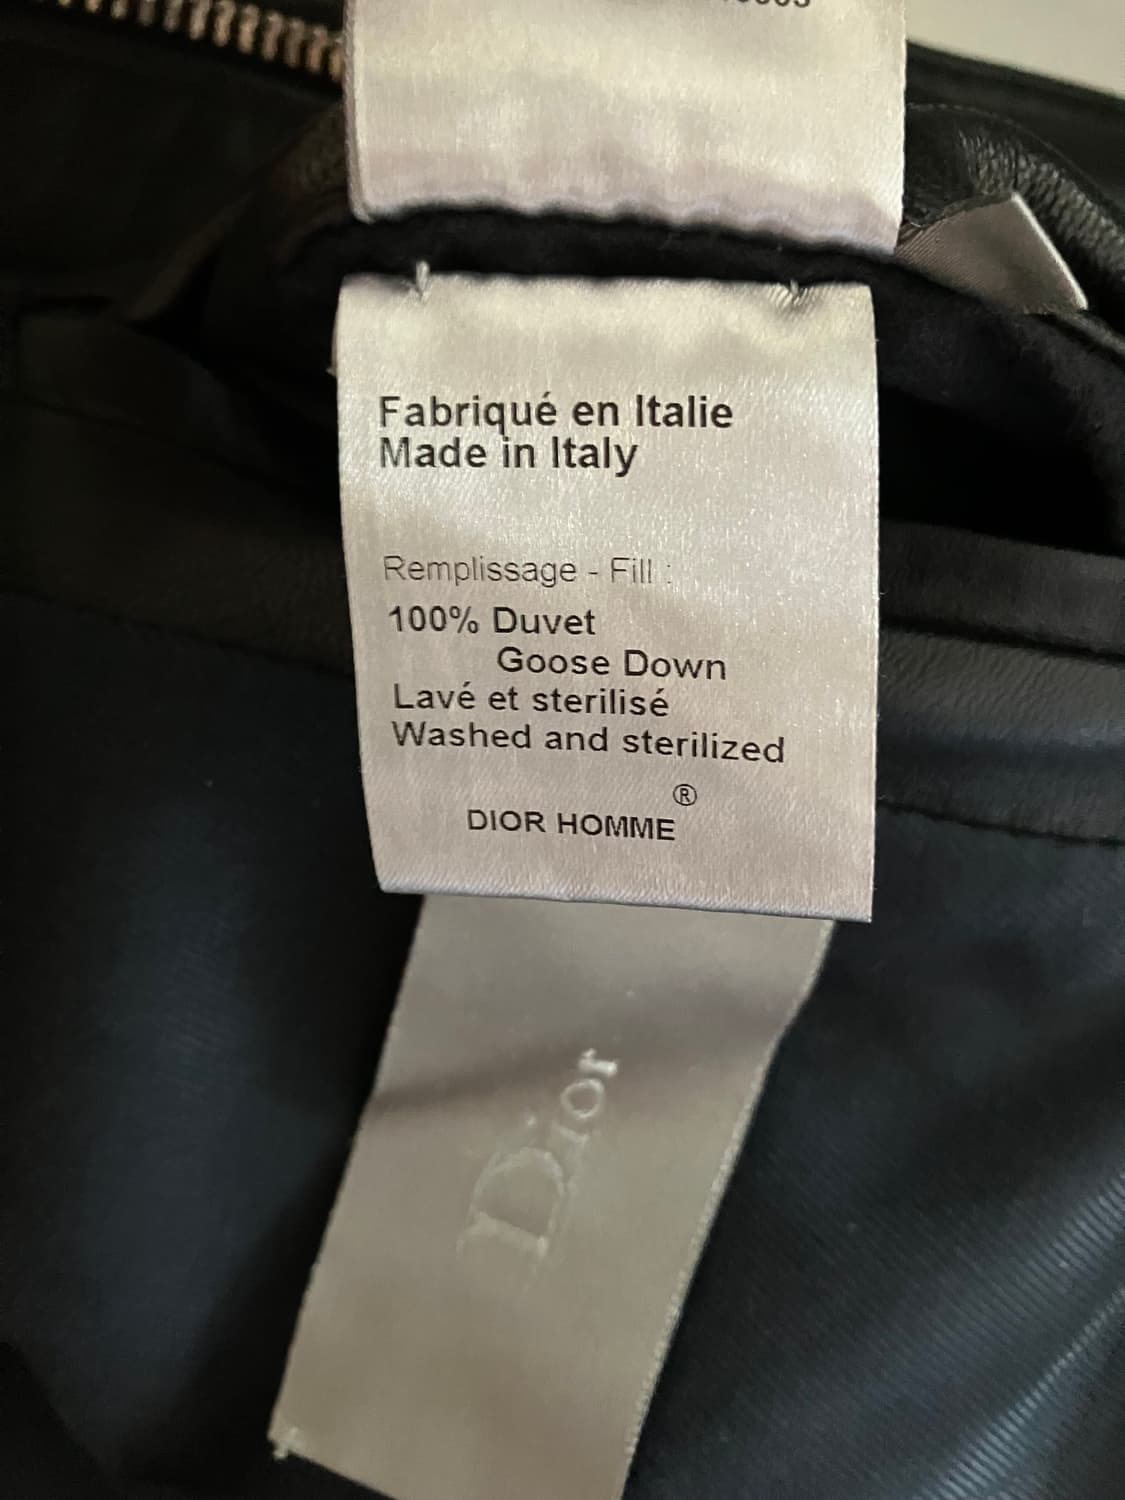 Fabriqué en Italie
Made in Italy
Remplissage - Fill :
100% Duvet
Goose Down
Lavé et sterilisé
Washed and sterilized
®
DIOR HOMME
Dior